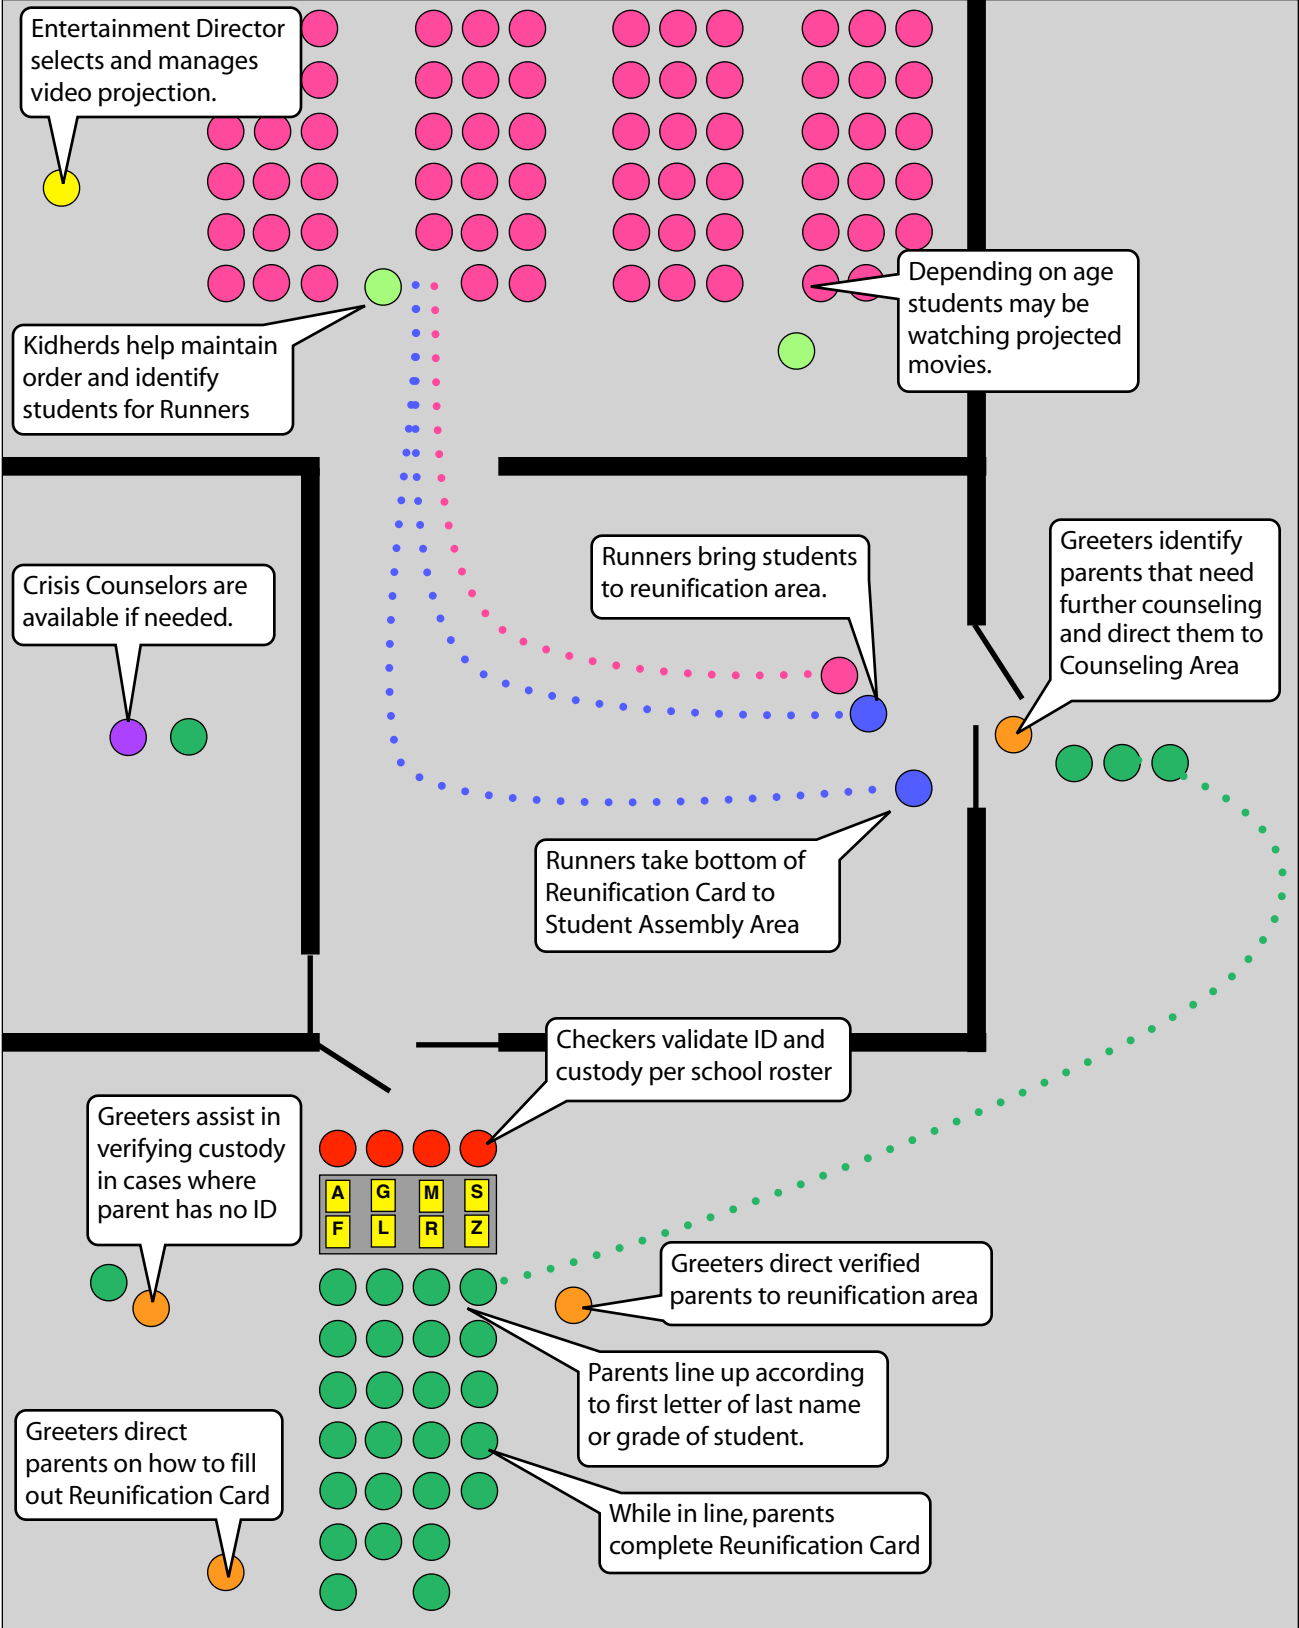 Entertainment Director
selects and manages
video projection.
Depending on age
students may be
watching projected
movies.
Kidherds help maintain
order and identify
students for Runners
Greeters identify
parents that need
further counseling
and direct them to
Counseling Area
Runners bring students
to reunification area.
Crisis Counselors are
available if needed.
Runners take bottom of
Reunification Card to
Student Assembly Area
Checkers validate ID and
custody per school roster
Greeters assist in
verifying custody
in cases where
parent has no ID
A G M S
F L R Z
Greeters direct verified
parents to reunification area
Parents line up according
to first letter of last name
or grade of student.
Greeters direct
parents on how to fill
out Reunification Card
While in line, parents
complete Reunification Card